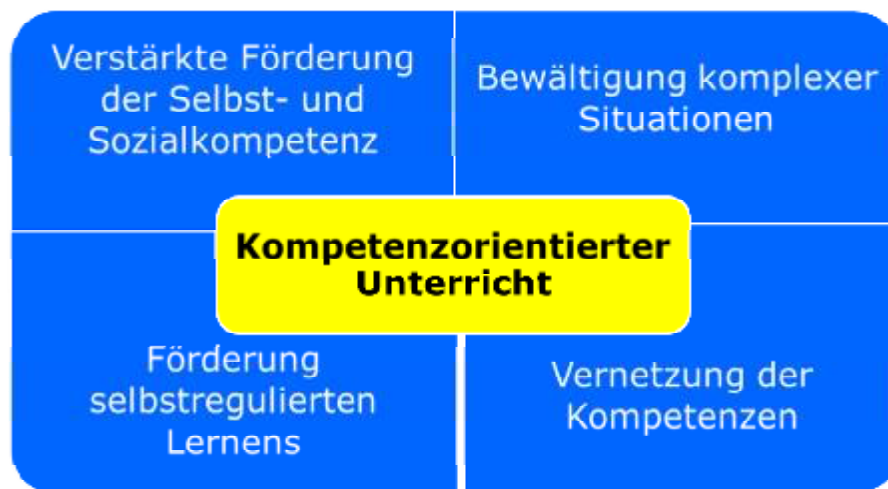 Verstärkte Förderung
der Selbst- und
Sozialkompetenz
Bewältigung komplexer
Situationen
Kompetenzorientierter
Unterricht
Förderung
selbstregulierten
Lernens
Vernetzung der
Kompetenzen